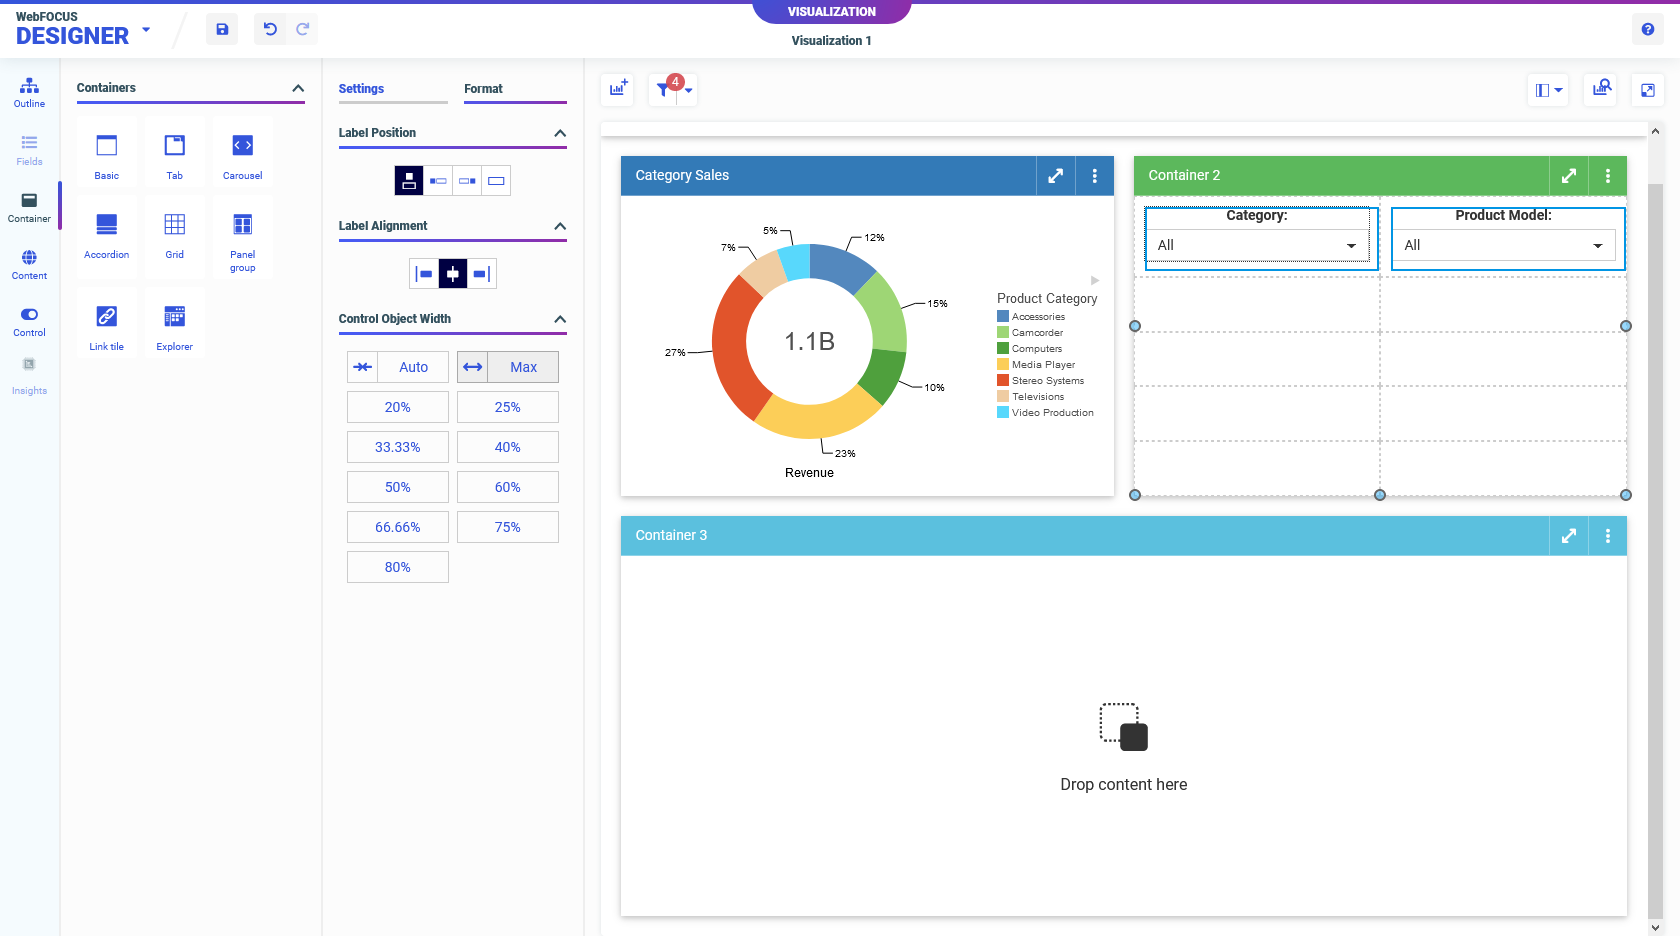 WebFOCUS
DESIGNER
VISUALIZATION
Visualization 1
Outline
Fields
Container
Content
Control
Insights
Containers
Basic
Tab
Carousel
Accordion
Grid
Panel
group
Link tile
Explorer
Settings
Format
Label Position
Label Alignment
Control Object Width
Auto
Max
20%
25%
33.33%
40%
50%
60%
66.66%
75%
80%
4
Category Sales
5%
12%
7%
15%
27%
10%
23%
1.1B
Revenue
Product Category
Accessories
Camcorder
Computers
Media Player
Stereo Systems
Televisions
Video Production
Container 2
Category:
All
Product Model:
All
Container 3
Drop content here